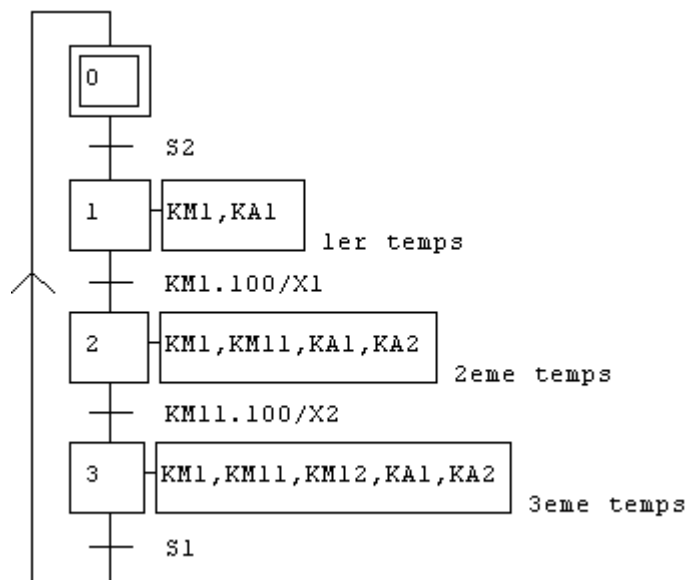 0
S2
1
KM1,KA1
1er temps
KM1.100/X1
2
KM1,KM11,KA1,KA2
2eme temps
KM11.100/X2
3
KM1,KM11,KM12,KA1,KA2
3eme temps
S1